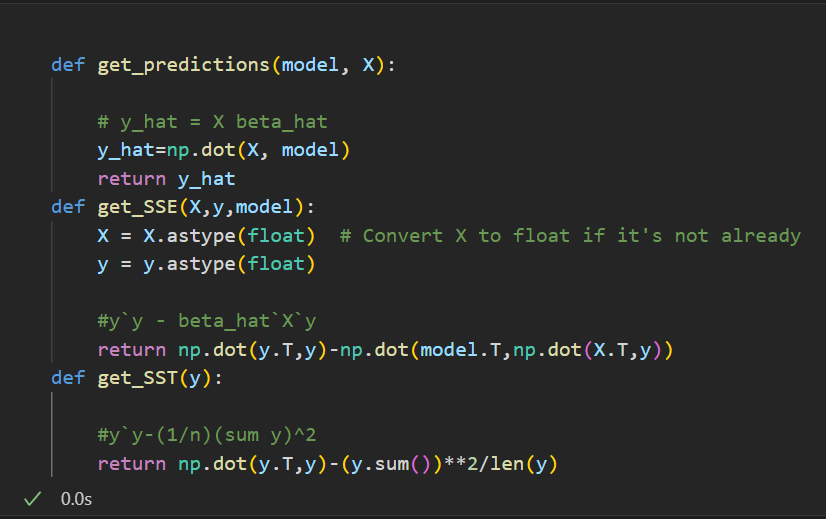 def get_predictions(model, X):
# y_hat = X beta_hat
y_hat=np.dot(X, model)
return y_hat
def get_SSE(X,y,model):
X = X.astype(float)  # Convert X to float if it's not already
y = y.astype(float)
#y`y - beta_hat`X`y
return np.dot(y.T,y)-np.dot(model.T,np.dot(X.T,y))
def get_SST(y):
#y`y-(1/n)(sum y)^2
return np.dot(y.T,y)-(y.sum())**2/len(y)
0.0s